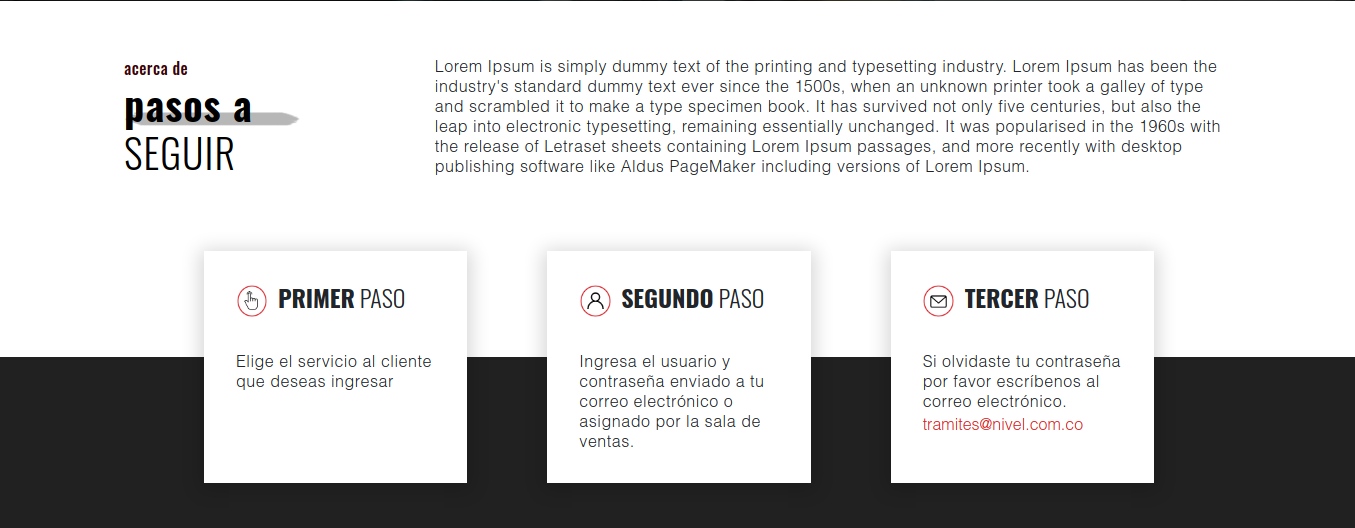 acerca de
pasos a
SEGUIR
Lorem Ipsum is simply dummy text of the printing and typesetting industry. Lorem Ipsum has been the
industry's standard dummy text ever since the 1500s, when an unknown printer took a galley of type
and scrambled it to make a type specimen book. It has survived not only five centuries, but also the
leap into electronic typesetting, remaining essentially unchanged. It was popularised in the 1960s with
the release of Letraset sheets containing Lorem Ipsum passages, and more recently with desktop
publishing software like Aldus PageMaker including versions of Lorem Ipsum.
PRIMER PASO
Elige el servicio al cliente
que deseas ingresar
SEGUNDO PASO
Ingresa el usuario y
contraseña enviado a tu
correo electrónico o
asignado por la sala de
ventas.
TERCER PASO
Si olvidaste tu contraseña
por favor escríbenos al
correo electrónico.
tramites@nivel.com.co